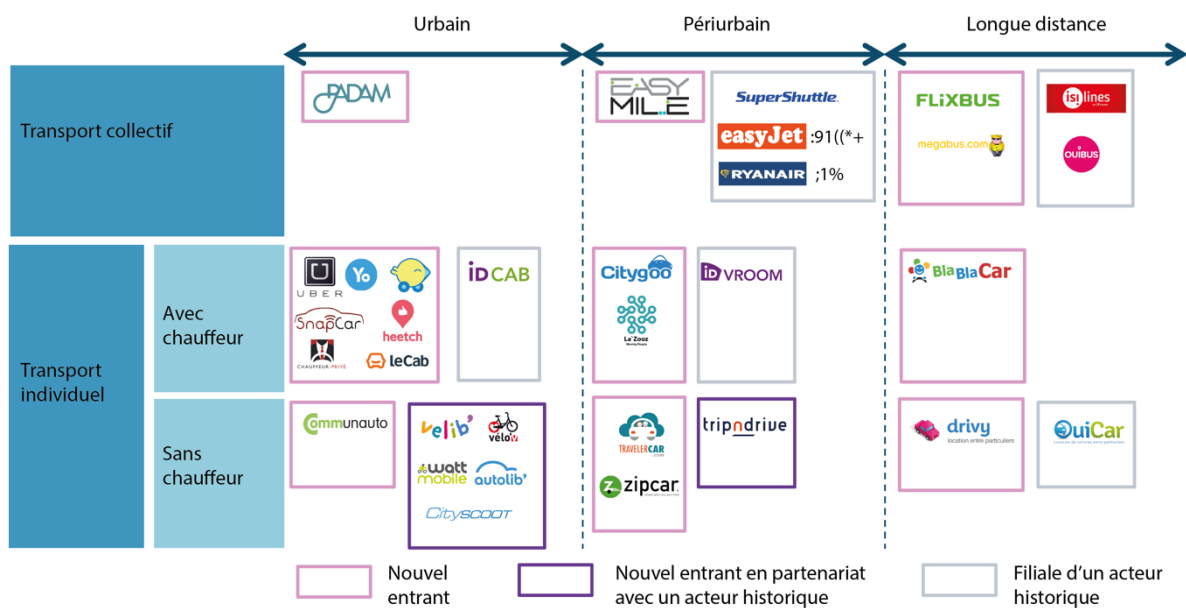 Urbain
Périurbain
Longue distance
Transport collectif
PADAM
EASY
MILE
SuperShuttle
easyJet :91((*+
RYANAIR ;1%
FLiXBUS
megabus.com
isilines
OUIBUS
Transport
individuel
Avec
chauffeur
UBER
Yo
SnapCar
heetch
CHAUFFEUR-PRIVÉ
leCab
iDCAB
Citygoo
La'Zooz
iDVROOM
BlaBlaCar
Sans
chauffeur
Communauto
velib'
vélo'v
watt
mobile
autolib'
Cityscoot
TRAVELERCAR
.com
zipcar
tripndrive
drivy
location entre particuliers
OuiCar
Nouvel
entrant
Nouvel entrant en partenariat
avec un acteur historique
Filiale d'un acteur
historique